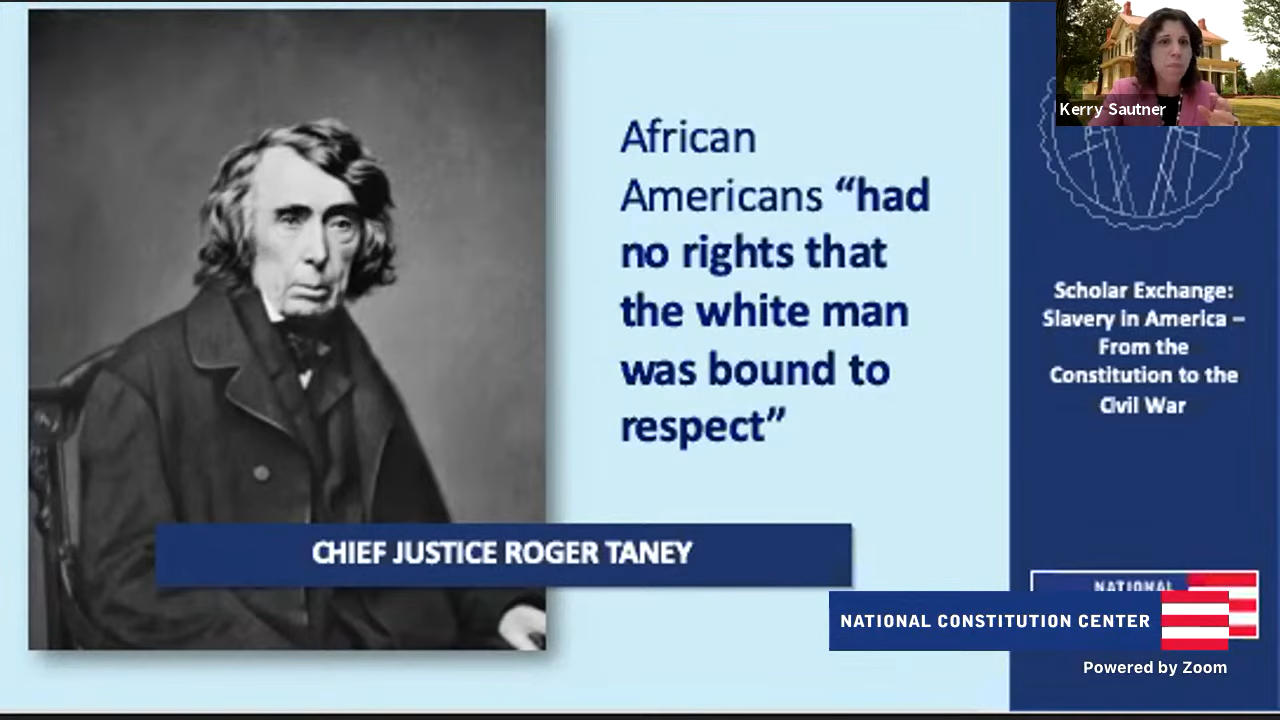 African
Americans “had
no rights that
the white man
was bound to
respect”
CHIEF JUSTICE ROGER TANEY
Kerry Sautner
Scholar Exchange:
Slavery in America –
From the
Constitution to the
Civil War
NATIONAL
NATIONAL CONSTITUTION CENTER
Powered by Zoom